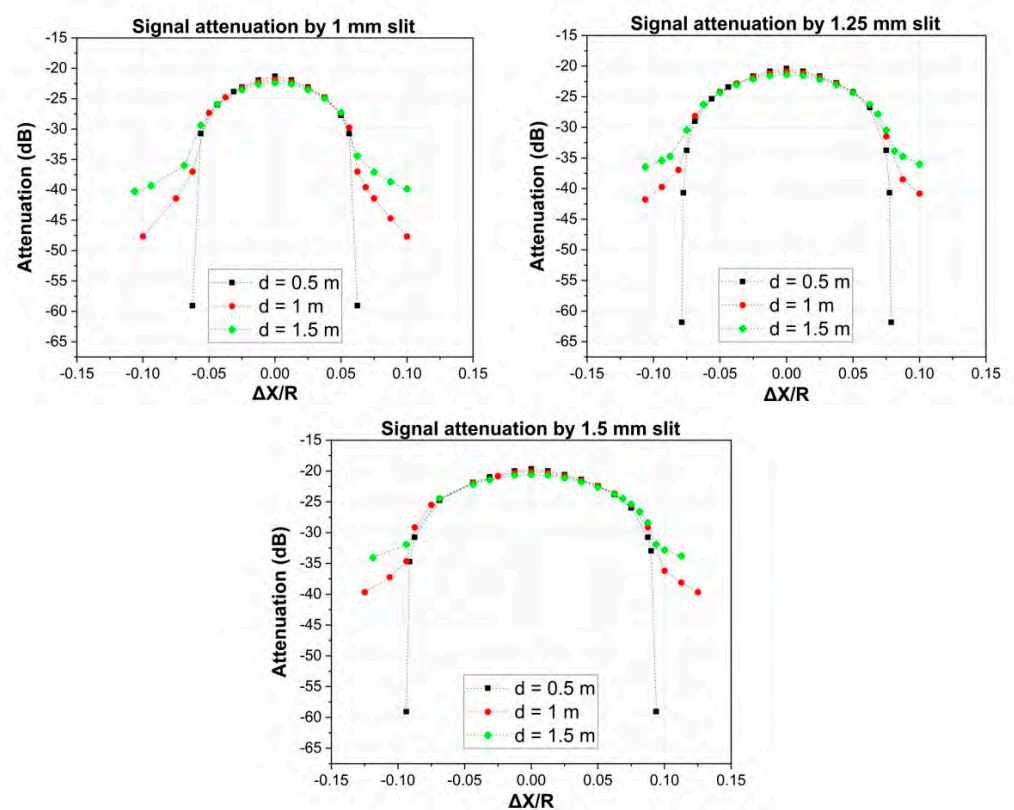 Signal attenuation by 1 mm slit
-15
-20
-25
-30
-35
-40
-45
-50
-55
-60
-65
Attenuation (dB)
d = 0.5 m
d = 1 m
d = 1.5 m
-0.15 -0.10 -0.05 0.00 0.05 0.10 0.15
ΔX/R
Signal attenuation by 1.25 mm slit
-15
-20
-25
-30
-35
-40
-45
-50
-55
-60
-65
Attenuation (dB)
d = 0.5 m
d = 1 m
d = 1.5 m
-0.15 -0.10 -0.05 0.00 0.05 0.10 0.15
ΔX/R
Signal attenuation by 1.5 mm slit
-15
-20
-25
-30
-35
-40
-45
-50
-55
-60
-65
Attenuation (dB)
d = 0.5 m
d = 1 m
d = 1.5 m
-0.15 -0.10 -0.05 0.00 0.05 0.10 0.15
ΔX/R